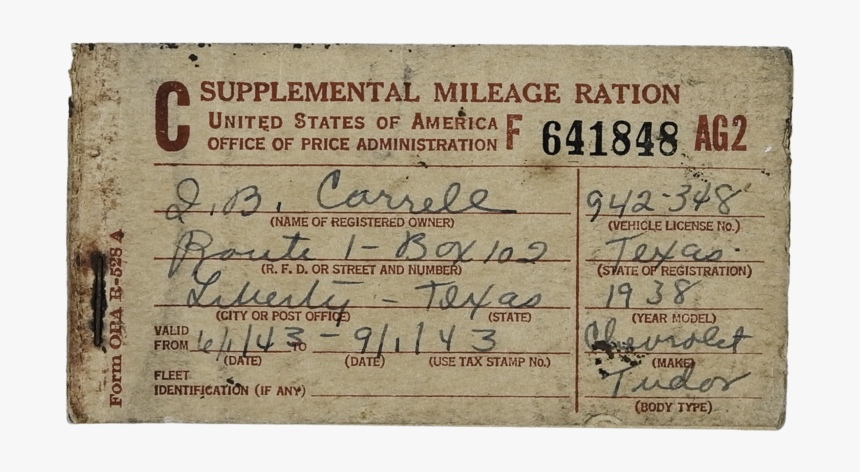 C SUPPLEMENTAL MILEAGE RATION
UNITED STATES OF AMERICA
OFFICE OF PRICE ADMINISTRATION F 641848 AG2
J. B. Carrell
(NAME OF REGISTERED OWNER)
Route 1 - Box 102
(R. F. D. OR STREET AND NUMBER)
Liberty - Texas
(CITY OR POST OFFICE) (STATE)
VALID FROM 6/1/43 TO - 9/1/43
(DATE) (DATE) (USE TAX STAMP No.)
FLEET
IDENTIFICATION (IF ANY)
942-348
(VEHICLE LICENSE No.)
Texas
(STATE OF REGISTRATION)
1938
(YEAR MODEL)
Chevrolet
(MAKE)
Tudor
(BODY TYPE)
Form OPA R-528 A